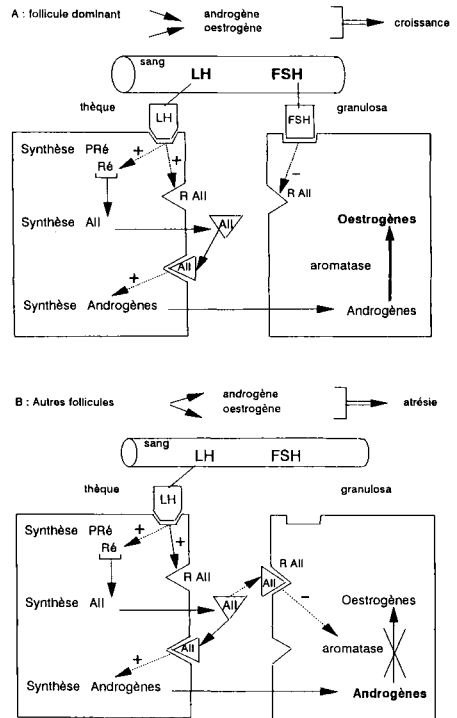 A : follicule dominant
androgène
oestrogène
croissance
sang
LH FSH
thèque
granulosa
LH
FSH
Synthèse PRé
Ré
+
+
–
R AII
R AII
Synthèse AII
AII
Oestrogènes
AII
aromatase
+
Synthèse Androgènes
Androgènes
B : Autres follicules
androgène
oestrogène
atrésie
sang
LH FSH
thèque
granulosa
LH
Synthèse PRé
Ré
+
+
R AII
R AII
AII
–
Synthèse AII
AII
Oestrogènes
AII
aromatase
+
Synthèse Androgènes
Androgènes